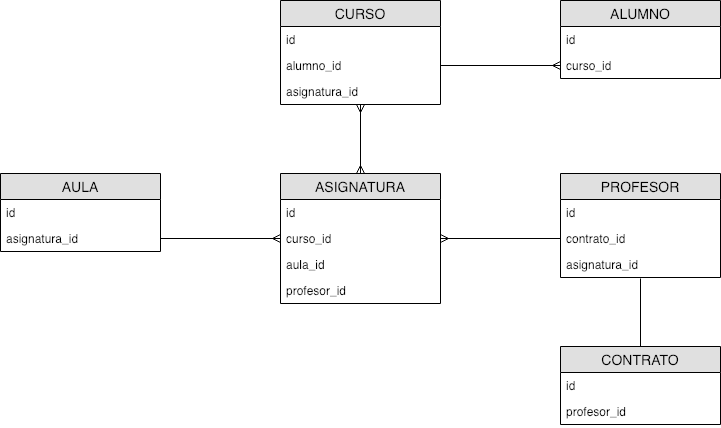 CURSO
id
alumno_id
asignatura_id
ALUMNO
id
curso_id
AULA
id
asignatura_id
ASIGNATURA
id
curso_id
aula_id
profesor_id
PROFESOR
id
contrato_id
asignatura_id
CONTRATO
id
profesor_id